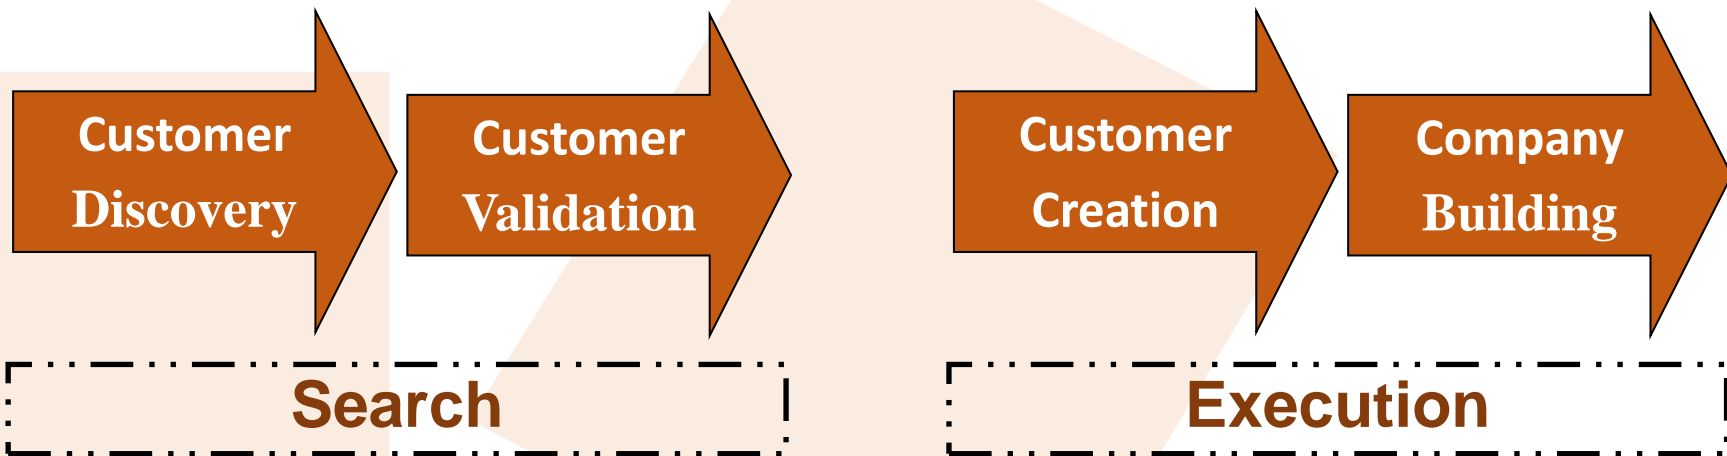 Customer
Discovery
Customer
Validation
Customer
Creation
Company
Building
Search
Execution